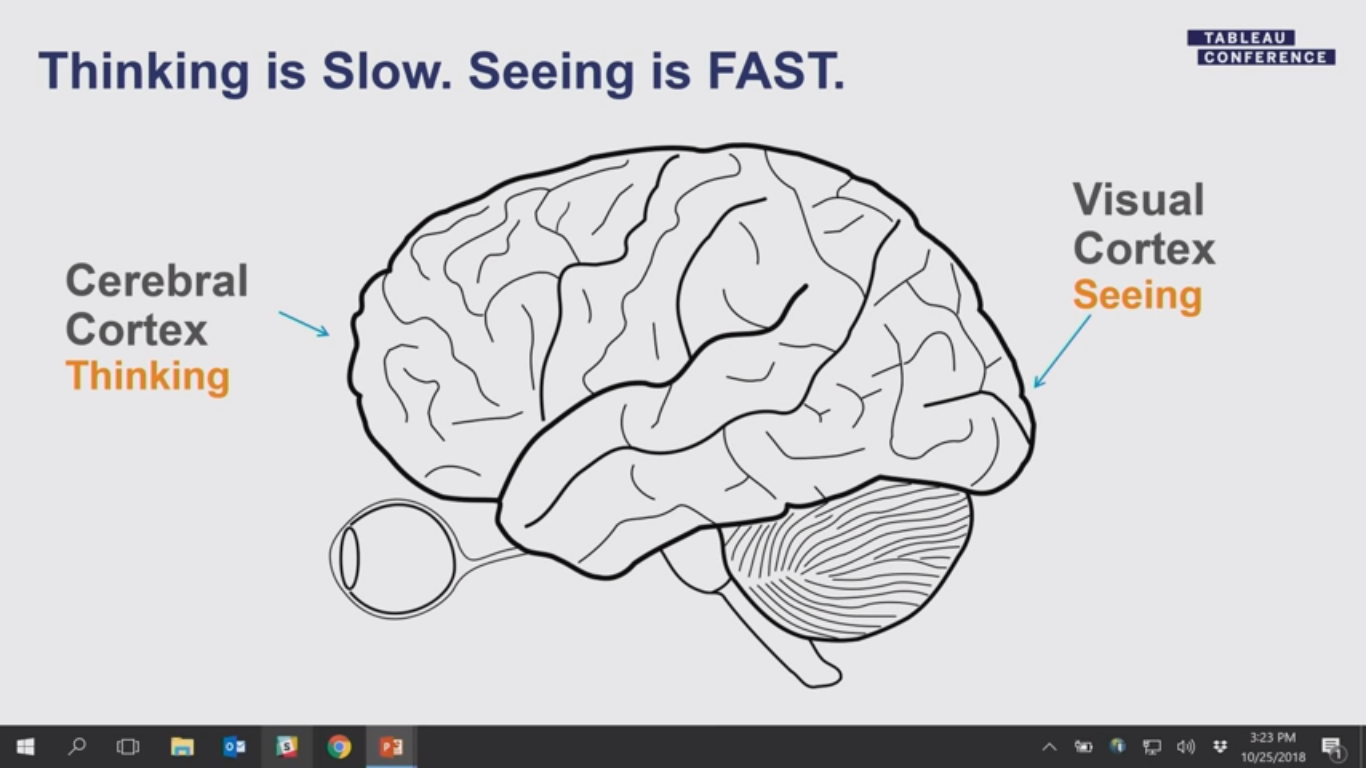 Thinking is Slow. Seeing is FAST.
TABLEAU
CONFERENCE
Visual
Cortex
Seeing
Cerebral
Cortex
Thinking
3:23 PM
10/25/2018
1